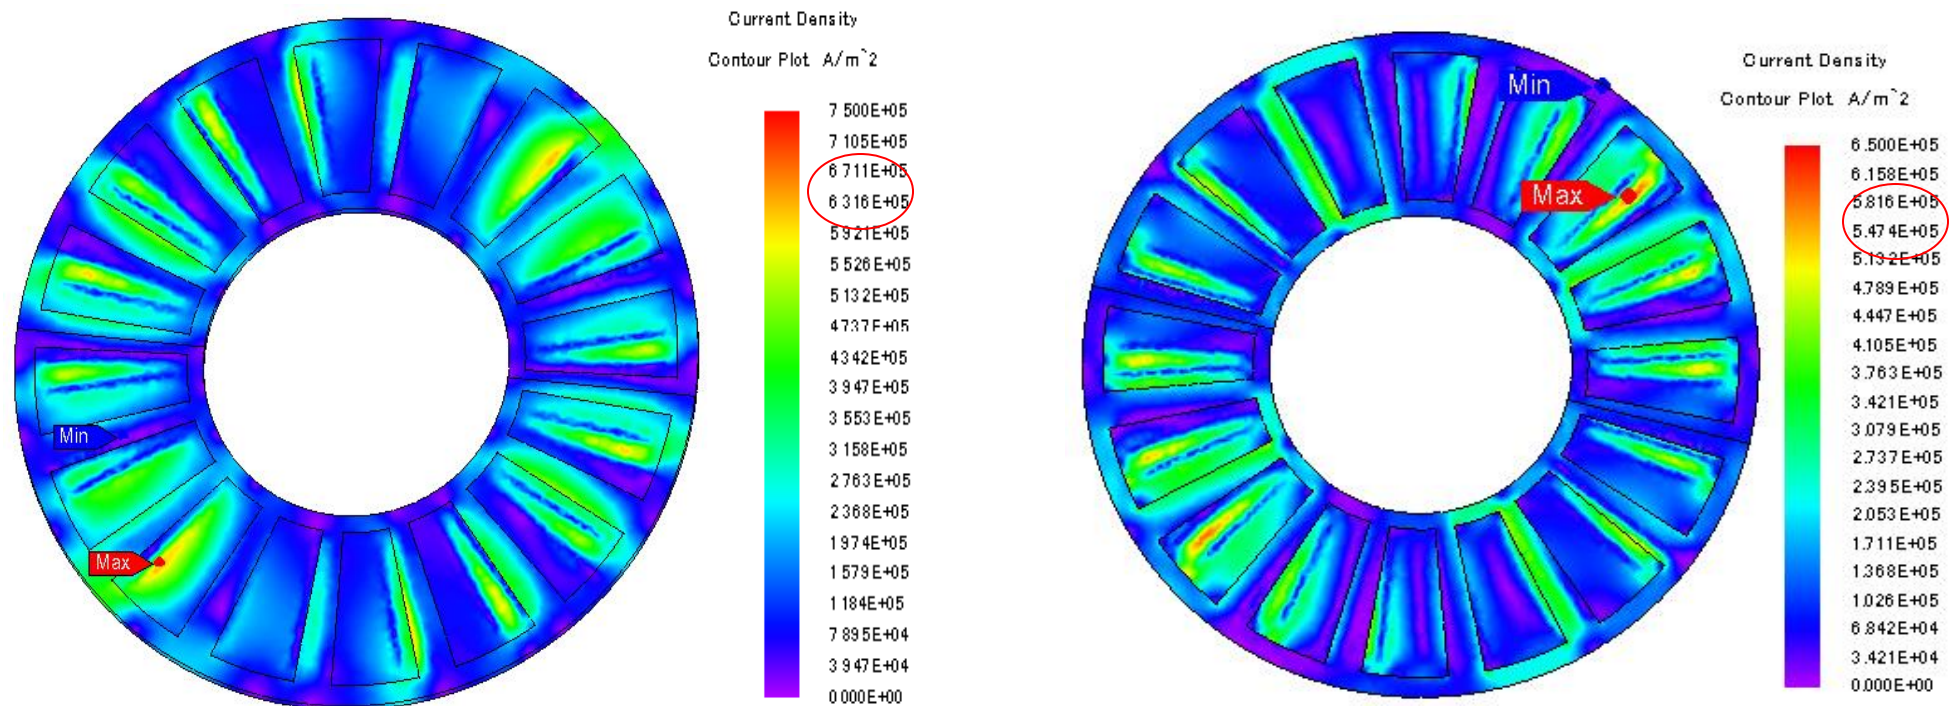 Current Density
Contour Plot A/m^2
7 500E+05
7 105E+05
6 711E+05
6 316E+05
5 921E+05
5 526E+05
5 132E+05
4 737E+05
4 342E+05
3 947E+05
3 553E+05
3 158E+05
2 763E+05
2 368E+05
1 974E+05
1 579E+05
1 184E+05
7 895E+04
3 947E+04
0 000E+00
Min
Max
Current Density
Contour Plot A/m^2
6.500E+05
6.158E+05
5.816E+05
5.474E+05
5.132E+05
4.789E+05
4.447E+05
4.105E+05
3.763E+05
3.421E+05
3.079E+05
2.737E+05
2.395E+05
2.053E+05
1.711E+05
1.368E+05
1.026E+05
6.842E+04
3.421E+04
0.000E+00
Min
Max